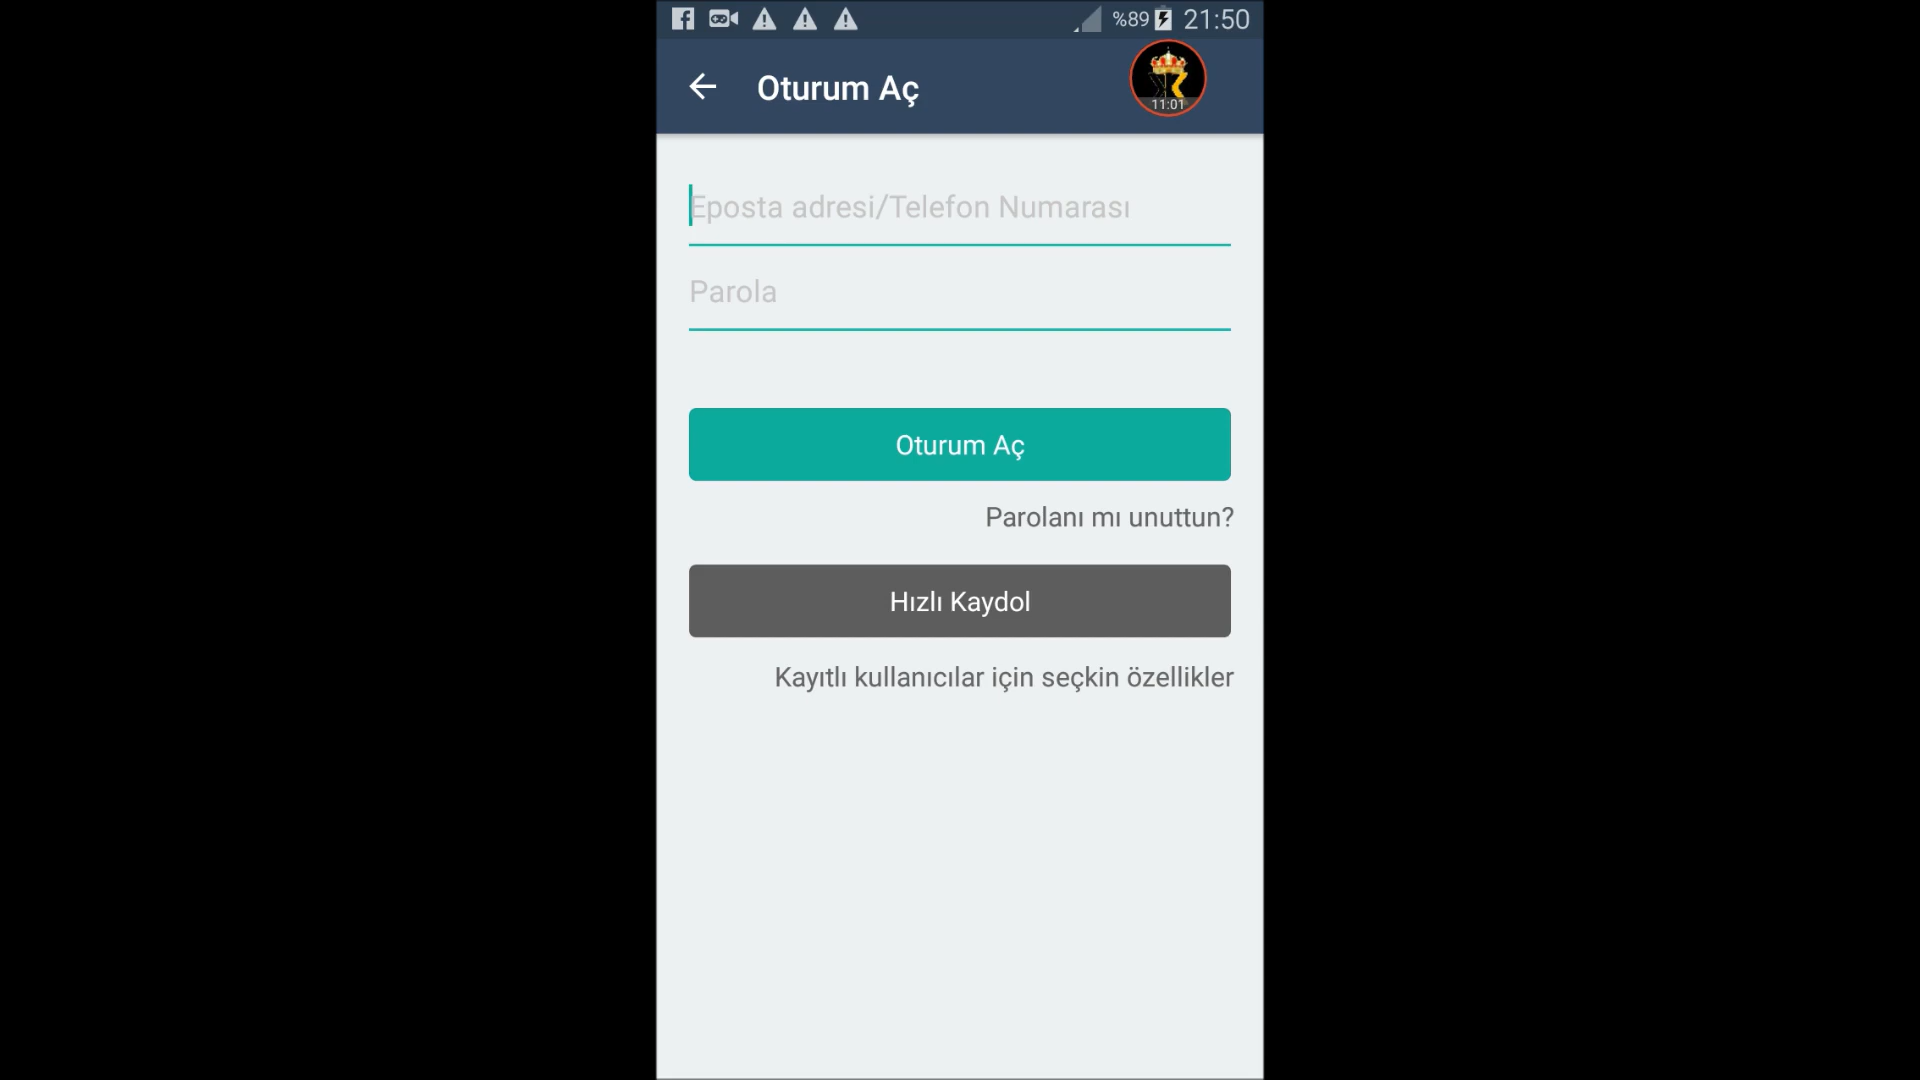 %89 21:50
Oturum Aç
11:01
Eposta adresi/Telefon Numarası
Parola
Oturum Aç
Parolanı mı unuttun?
Hızlı Kaydol
Kayıtlı kullanıcılar için seçkin özellikler